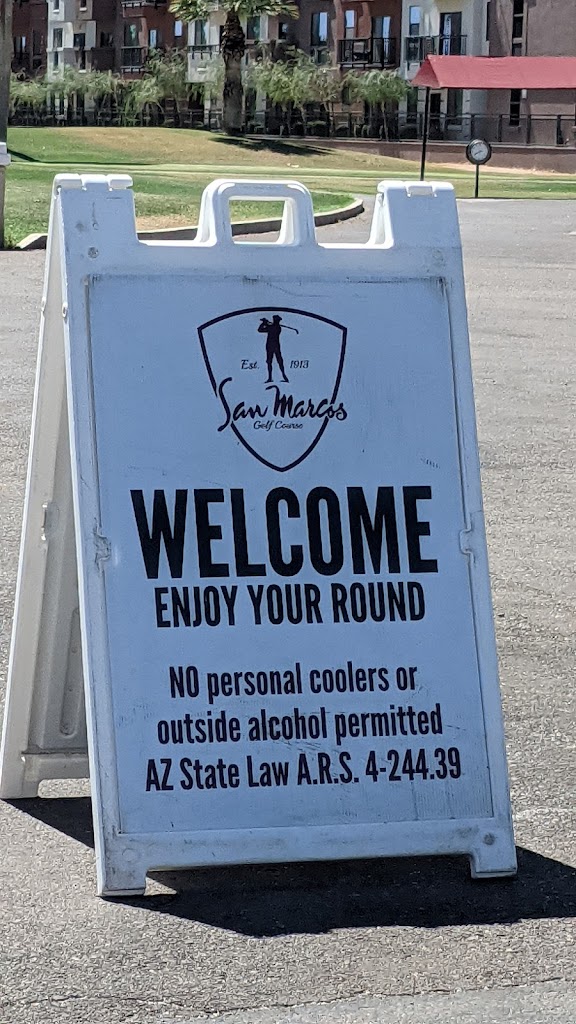 Est. 1913
San Marcos
Golf Course
WELCOME
ENJOY YOUR ROUND
NO personal coolers or
outside alcohol permitted
AZ State Law A.R.S. 4-244.39